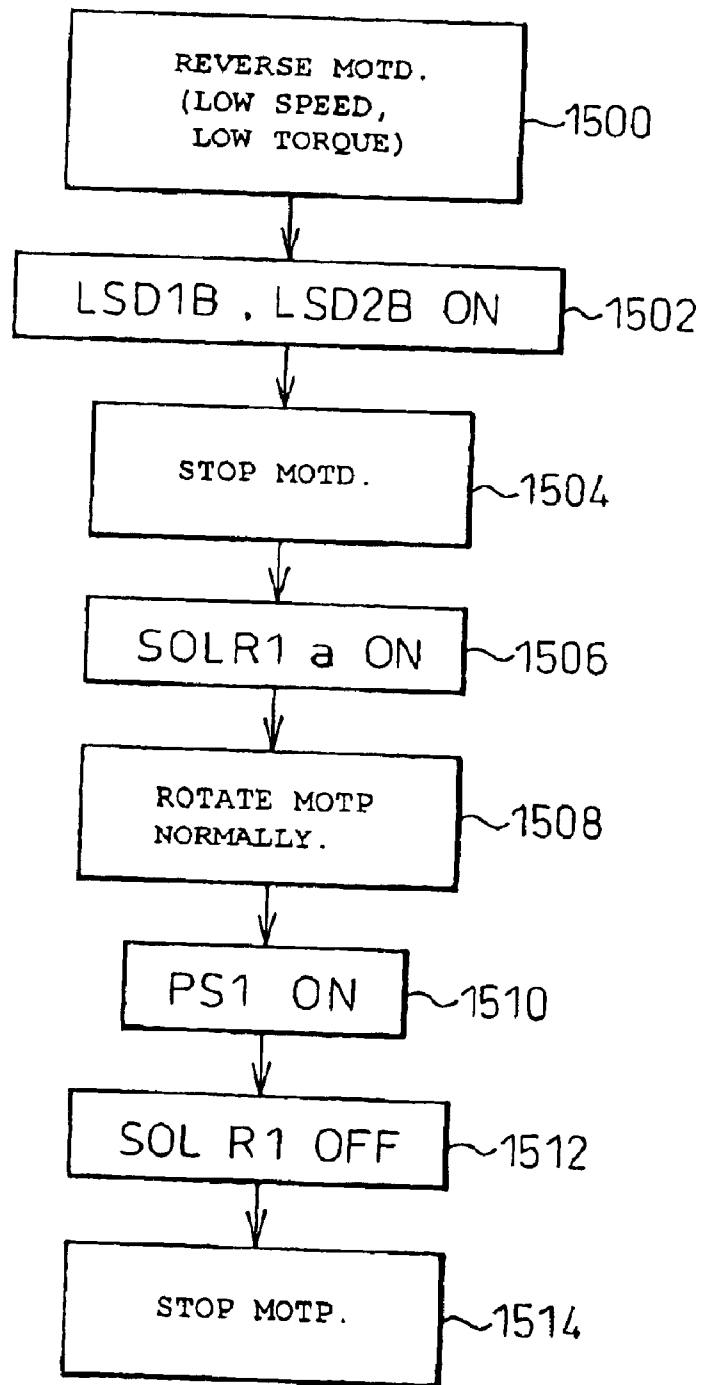 REVERSE MOTD.
(LOW SPEED,
LOW TORQUE)
1500
LSD1B . LSD2B ON
1502
STOP MOTD.
1504
SOLR1 a ON
1506
ROTATE MOTP
NORMALLY.
1508
PS1 ON
1510
SOL R1 OFF
1512
STOP MOTP.
1514